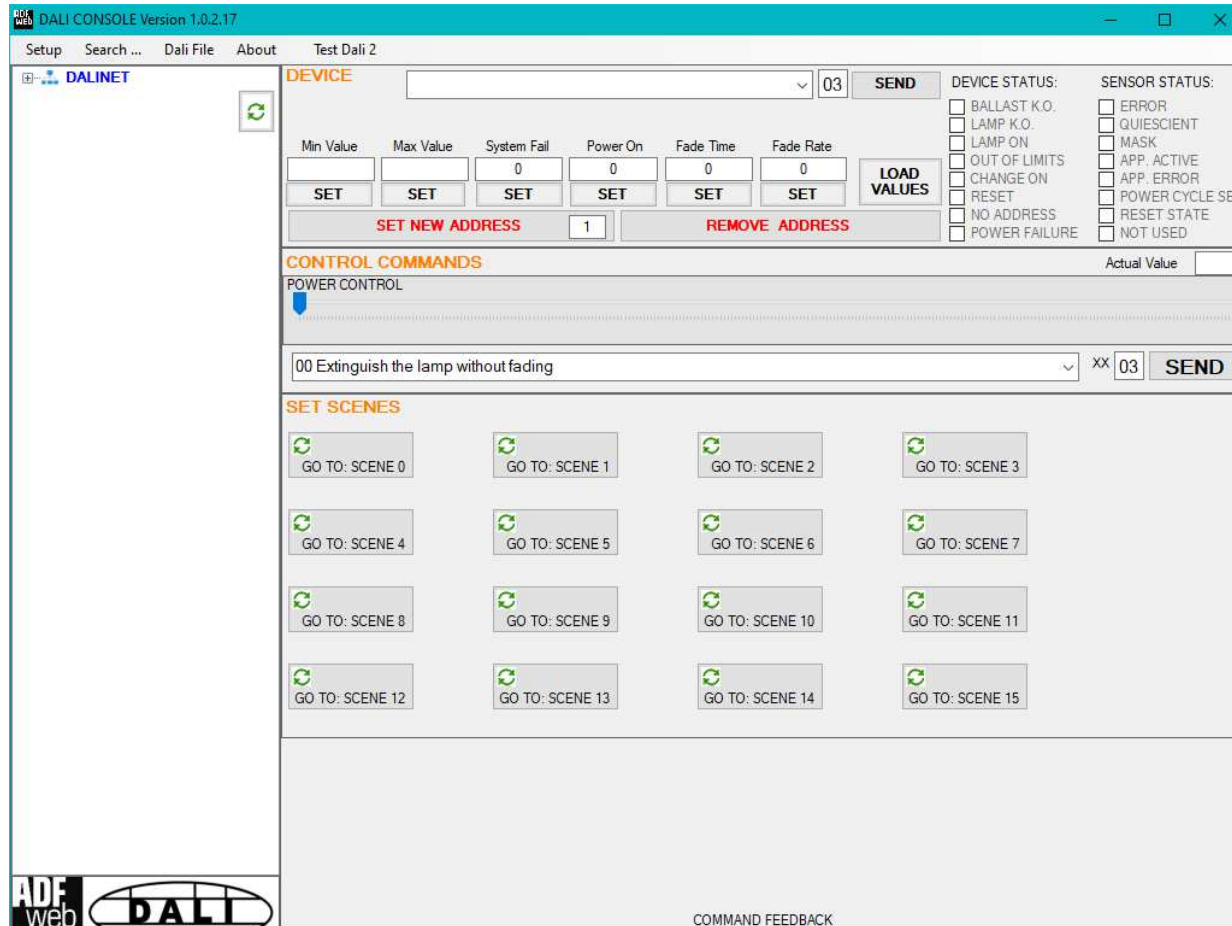 ADF web DALI CONSOLE Version 1.0.2.17
Setup Search ... Dali File About Test Dali 2
DALINET
DEVICE
03 SEND
Min Value Max Value System Fail Power On Fade Time Fade Rate
0 0 0 0
SET SET SET SET SET SET
LOAD
VALUES
SET NEW ADDRESS 1 REMOVE ADDRESS
DEVICE STATUS:
BALLAST K.O.
LAMP K.O.
LAMP ON
OUT OF LIMITS
CHANGE ON
RESET
NO ADDRESS
POWER FAILURE
SENSOR STATUS:
ERROR
QUIESCIENT
MASK
APP. ACTIVE
APP. ERROR
POWER CYCLE SE
RESET STATE
NOT USED
CONTROL COMMANDS
Actual Value
POWER CONTROL
00 Extinguish the lamp without fading XX 03 SEND
SET SCENES
GO TO: SCENE 0 GO TO: SCENE 1 GO TO: SCENE 2 GO TO: SCENE 3
GO TO: SCENE 4 GO TO: SCENE 5 GO TO: SCENE 6 GO TO: SCENE 7
GO TO: SCENE 8 GO TO: SCENE 9 GO TO: SCENE 10 GO TO: SCENE 11
GO TO: SCENE 12 GO TO: SCENE 13 GO TO: SCENE 14 GO TO: SCENE 15
ADF
web
DALI
COMMAND FEEDBACK